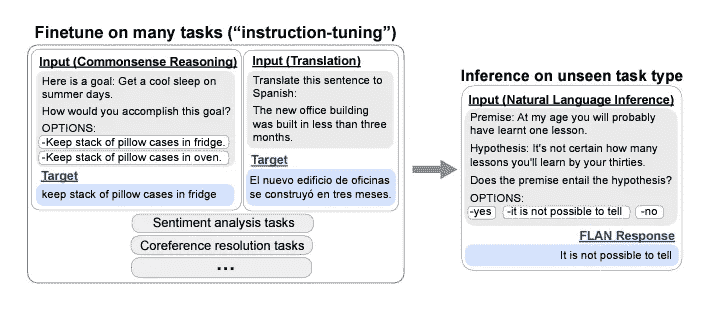 Finetune on many tasks (“instruction-tuning”)
Input (Commonsense Reasoning)
Here is a goal: Get a cool sleep on
summer days.
How would you accomplish this goal?
OPTIONS:
-Keep stack of pillow cases in fridge.
-Keep stack of pillow cases in oven.
Target
keep stack of pillow cases in fridge
Input (Translation)
Translate this sentence to
Spanish:
The new office building
was built in less than three
months.
Target
El nuevo edificio de oficinas
se construyó en tres meses.
Sentiment analysis tasks
Coreference resolution tasks
...
Inference on unseen task type
Input (Natural Language Inference)
Premise: At my age you will probably
have learnt one lesson.
Hypothesis: It's not certain how many
lessons you'll learn by your thirties.
Does the premise entail the hypothesis?
OPTIONS:
-yes -it is not possible to tell -no
FLAN Response
It is not possible to tell